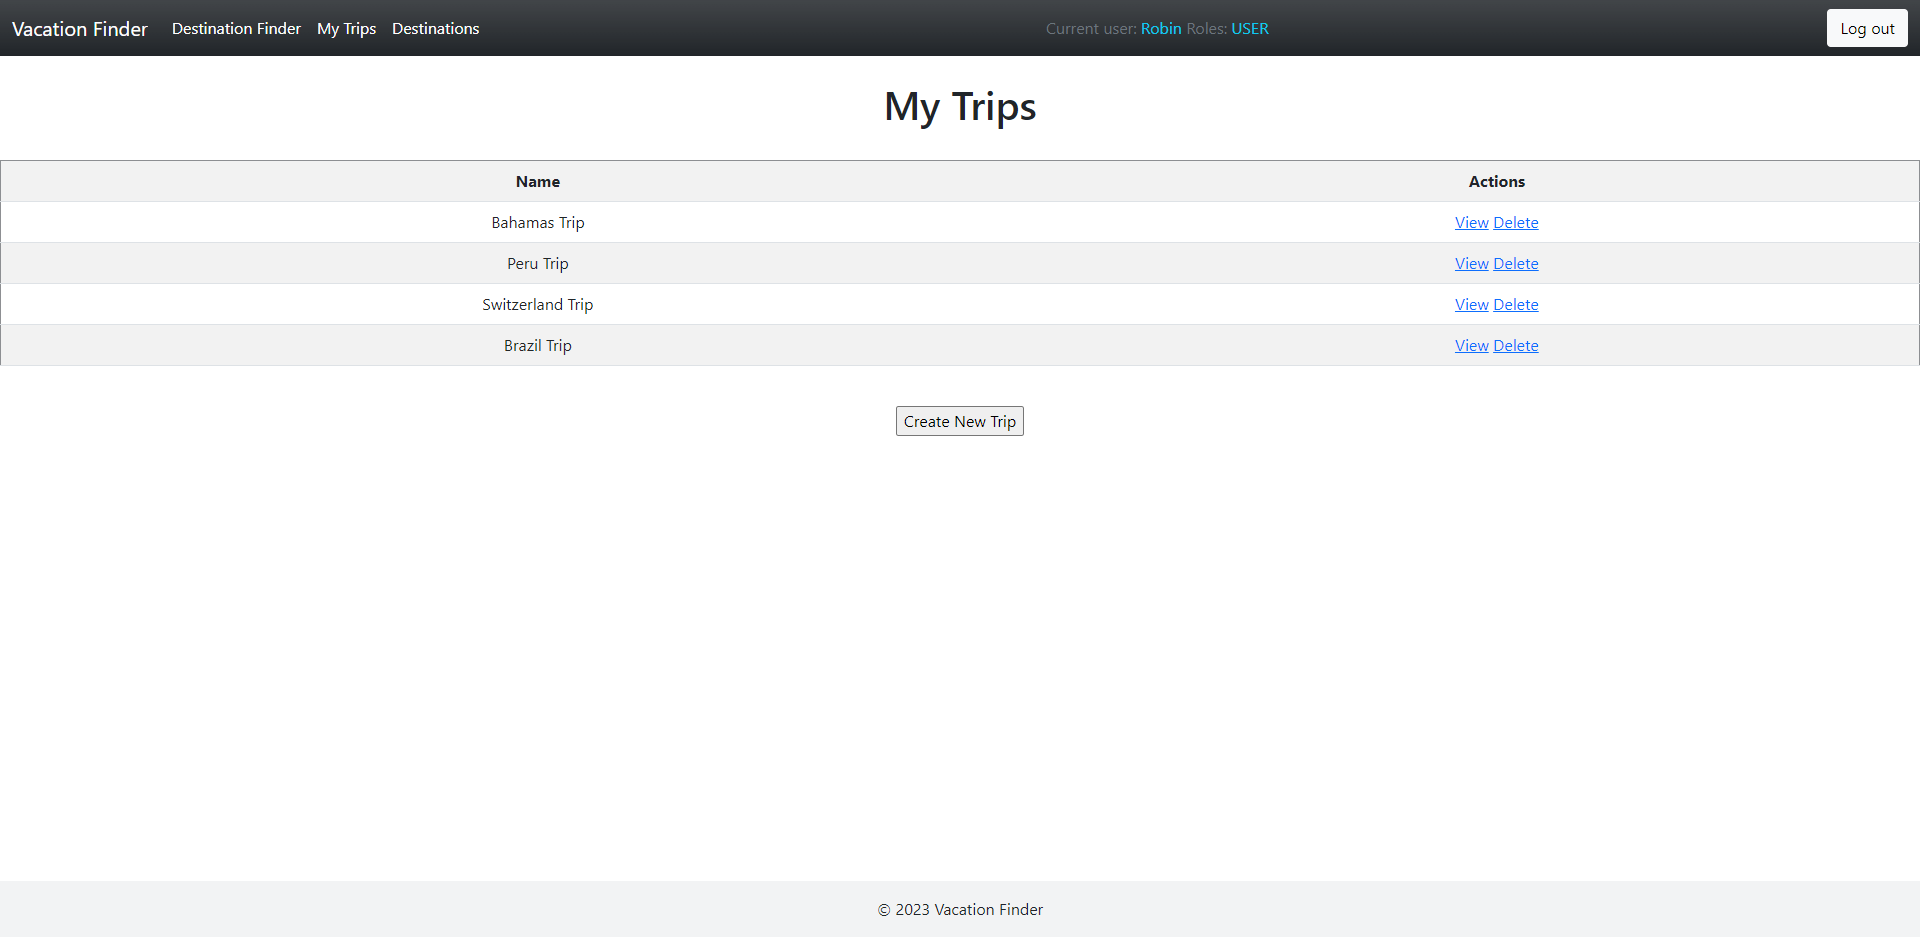 Vacation Finder Destination Finder My Trips Destinations Current user: Robin Roles: USER Log out
My Trips
Name Actions
Bahamas Trip View Delete
Peru Trip View Delete
Switzerland Trip View Delete
Brazil Trip View Delete
Create New Trip
© 2023 Vacation Finder